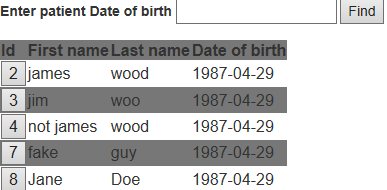 Enter patient Date of birth Find
Id First name Last name Date of birth
2 james wood 1987-04-29
3 jim woo 1987-04-29
4 not james wood 1987-04-29
7 fake guy 1987-04-29
8 Jane Doe 1987-04-29